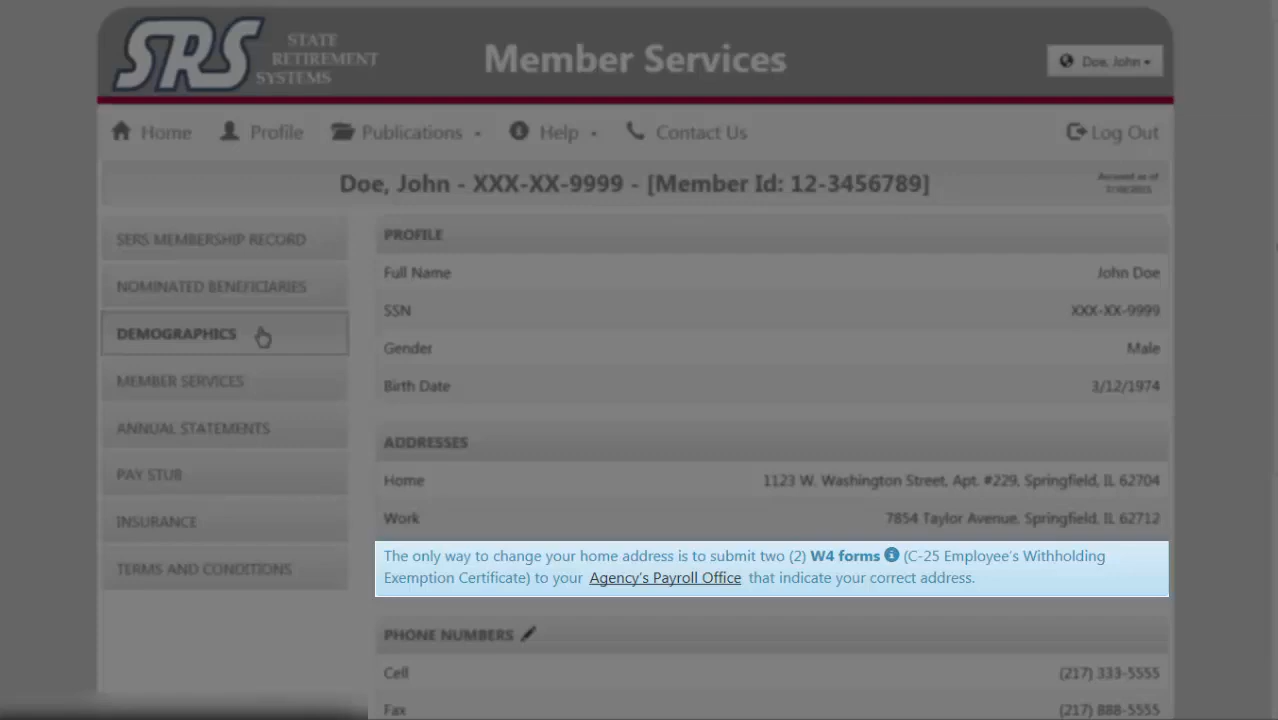 SRS
STATE
RETIREMENT
SYSTEMS
Member Services
Doe, John
Home
Profile
Publications
Help
Contact Us
Log Out
Doe, John - XXX-XX-9999 - [Member Id: 12-3456789]
Account as of
SERS MEMBERSHIP RECORD
NOMINATED BENEFICIARIES
DEMOGRAPHICS
MEMBER SERVICES
ANNUAL STATEMENTS
PAY STUB
INSURANCE
TERMS AND CONDITIONS
PROFILE
Full Name John Doe
SSN XXX-XX-9999
Gender Male
Birth Date 3/12/1974
ADDRESSES
Home 1123 W. Washington Street, Apt. #229, Springfield, IL 62704
Work 7854 Taylor Avenue, Springfield, IL 62712
The only way to change your home address is to submit two (2) W4 forms (C-25 Employee's Withholding
Exemption Certificate) to your Agency's Payroll Office that indicate your correct address.
PHONE NUMBERS
Cell (217) 333-5555
Fax (217) 888-5555